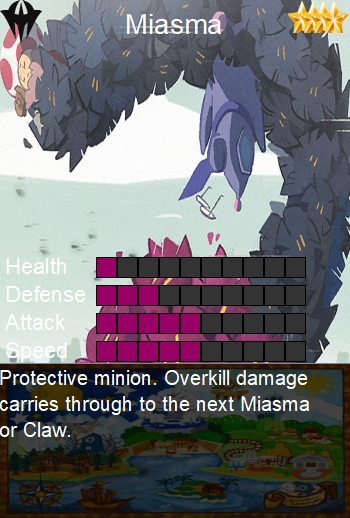 Miasma
Health
Defense
Attack
Speed
Protective minion. Overkill damage
carries through to the next Miasma
or Claw.